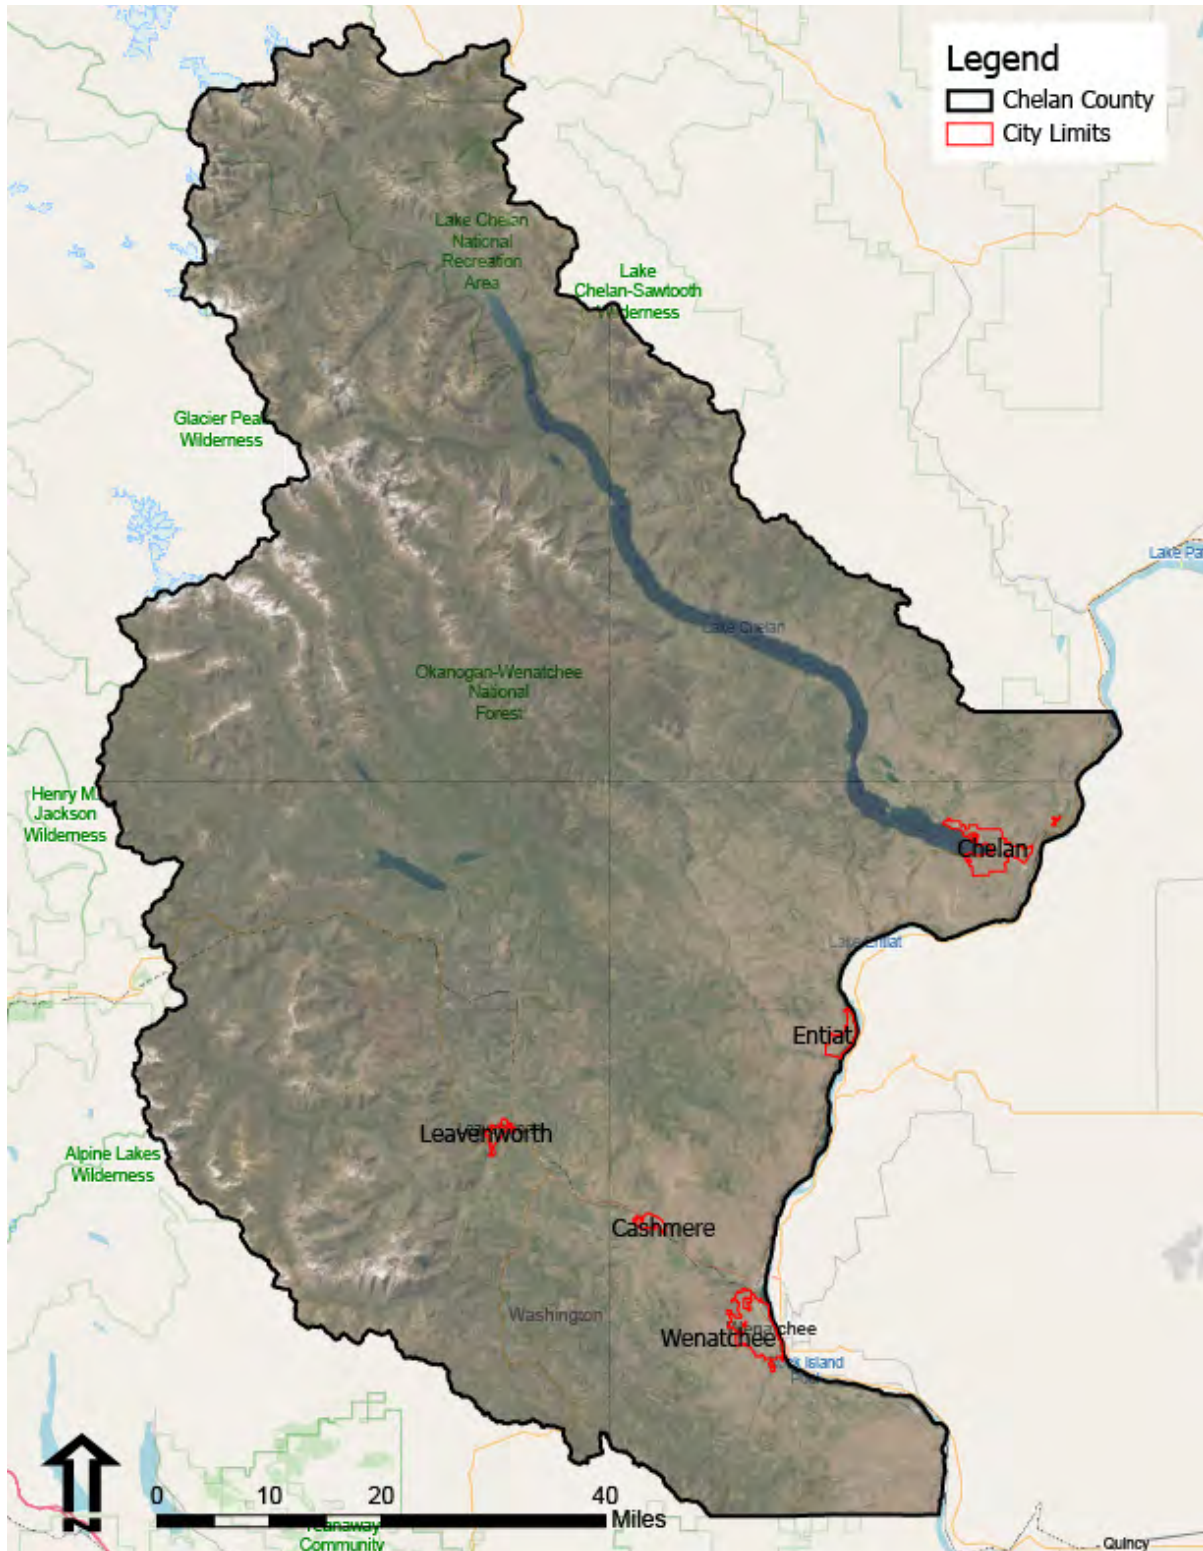 Legend
Chelan County
City Limits
Lake Chelan
National
Recreation
Area
Lake
Chelan-Sawtooth
Wilderness
Glacier Peak
Wilderness
Lake Pa
Lake Chelan
Okanogan-Wenatchee
National
Forest
Henry M.
Jackson
Wilderness
Chelan
Lake Entiat
Entiat
Leavenworth
Alpine Lakes
Wilderness
Cashmere
Washington
Wenatchee
Wenatchee
Island
N
0 10 20 40
Miles
Community
Quincy